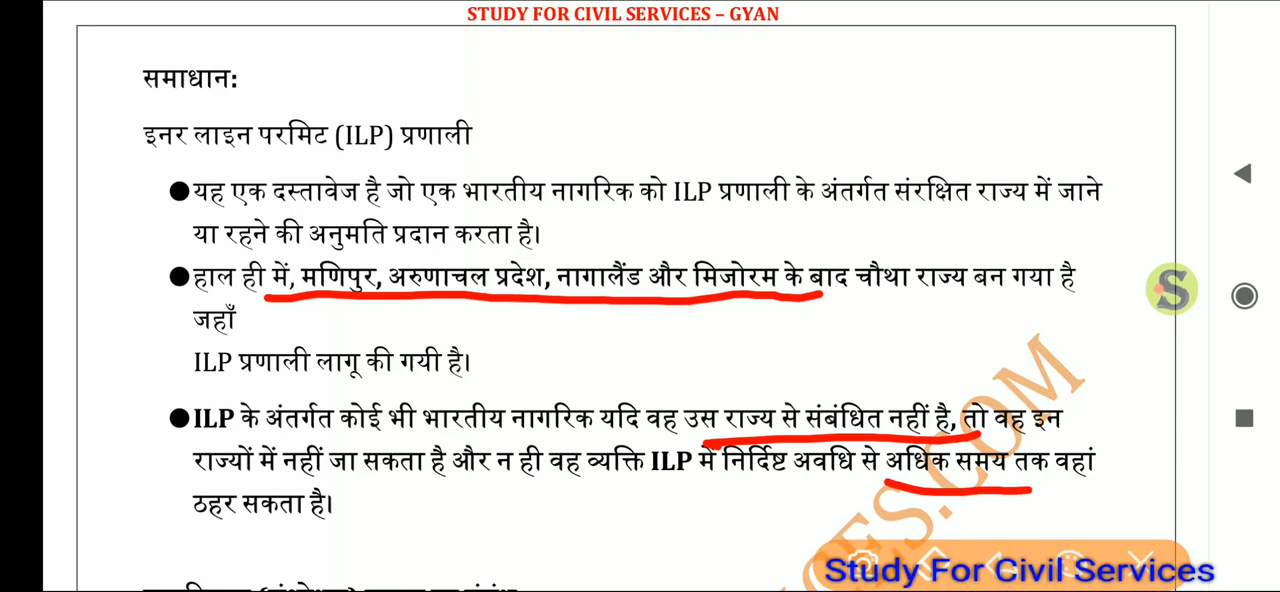 STUDY FOR CIVIL SERVICES – GYAN
समाधान:
इनर लाइन परमिट (ILP) प्रणाली
●यह एक दस्तावेज है जो एक भारतीय नागरिक को ILP प्रणाली के अंतर्गत संरक्षित राज्य में जाने
या रहने की अनुमति प्रदान करता है।
●हाल ही में, मणिपुर, अरुणाचल प्रदेश, नागालैंड और मिजोरम के बाद चौथा राज्य बन गया है
जहाँ
ILP प्रणाली लागू की गयी है।
●ILP के अंतर्गत कोई भी भारतीय नागरिक यदि वह उस राज्य से संबंधित नहीं है, तो वह इन
राज्यों में नहीं जा सकता है और न ही वह व्यक्ति ILP में निर्दिष्ट अवधि से अधिक समय तक वहां
ठहर सकता है।
Study For Civil Services